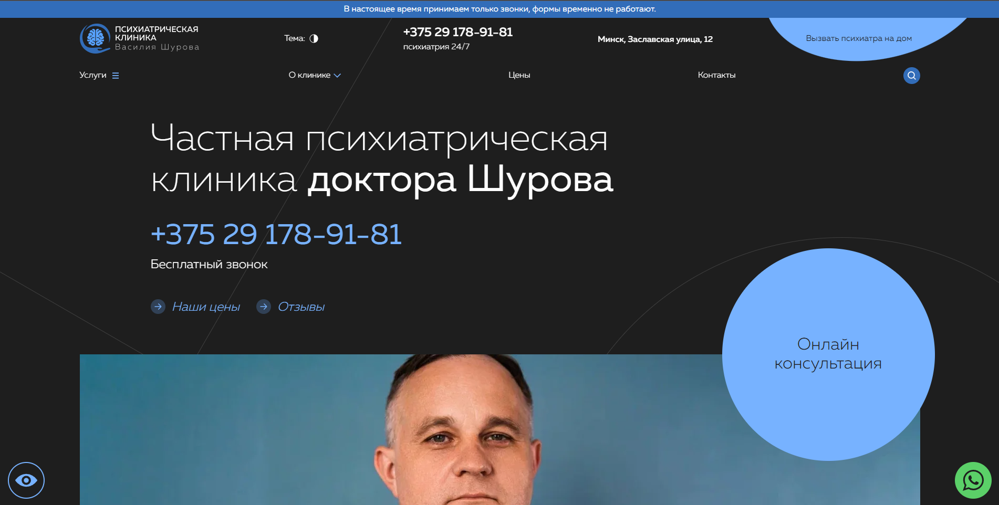 В настоящее время принимаем только звонки, формы временно не работают.
ПСИХИАТРИЧЕСКАЯ
КЛИНИКА
Василия Шурова
Тема:
+375 29 178-91-81
психиатрия 24/7
Минск, Заславская улица, 12
Вызвать психиатра на дом
Услуги
О клинике
Цены
Контакты
Частная психиатрическая
клиника доктора Шурова
+375 29 178-91-81
Бесплатный звонок
Наши цены
Отзывы
Онлайн
консультация